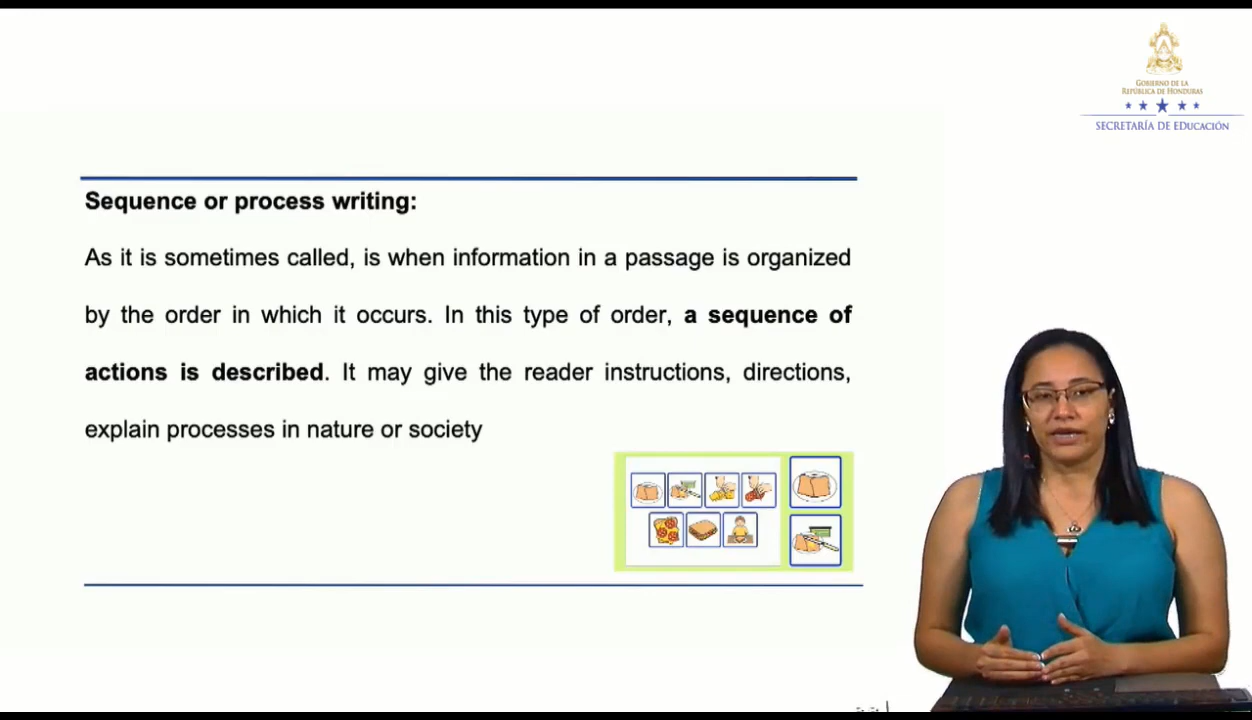 GOBIERNO DE LA
REPÚBLICA DE HONDURAS
SECRETARÍA DE EDUCACIÓN
Sequence or process writing:
As it is sometimes called, is when information in a passage is organized
by the order in which it occurs. In this type of order, a sequence of
actions is described. It may give the reader instructions, directions,
explain processes in nature or society